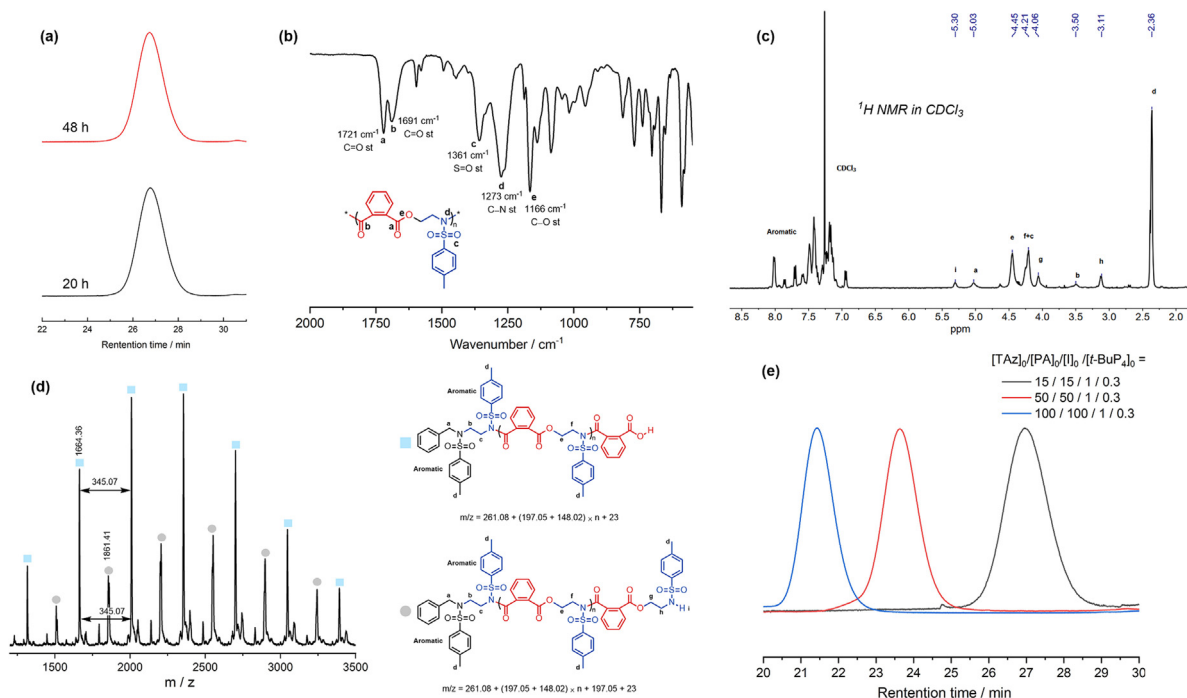 (a)
48 h
20 h
22 24 26 28 30
Rentention time / min
(b)
1721 cm⁻¹
C=O st
a
b
1691 cm⁻¹
C=O st
c
1361 cm⁻¹
S=O st
d
1273 cm⁻¹
C–N st
e
1166 cm⁻¹
C–O st
* ( O b O a e O d N )n *
O=S=O c
2000 1750 1500 1250 1000 750
Wavenumber / cm⁻¹
(c)
–5.30 –5.03 4.45 4.21 4.06 –3.50 –3.11 –2.36
¹H NMR in CDCl₃
CDCl₃
Aromatic
i a e f+c g b h d
8.5 8.0 7.5 7.0 6.5 6.0 5.5 5.0 4.5 4.0 3.5 3.0 2.5 2.0
ppm
(d)
1664.36
345.07
1861.41
345.07
1500 2000 2500 3000 3500
m / z
d
Aromatic
O=S=O
a b N N c ( O O O e f N )n O O O–H
O=S=O
Aromatic
d
d
m/z = 261.08 + (197.05 + 148.02) × n + 23
d
Aromatic
O=S=O
d
O=S=O
a b N N c ( O O O e f N )n O O O g h N–H i
O=S=O
Aromatic
d
d
m/z = 261.08 + (197.05 + 148.02) × n + 197.05 + 23
(e)
[TAz]₀/[PA]₀/[I]₀ /[t-BuP₄]₀ =
15 / 15 / 1 / 0.3
50 / 50 / 1 / 0.3
100 / 100 / 1 / 0.3
20 21 22 23 24 25 26 27 28 29 30
Rentention time / min